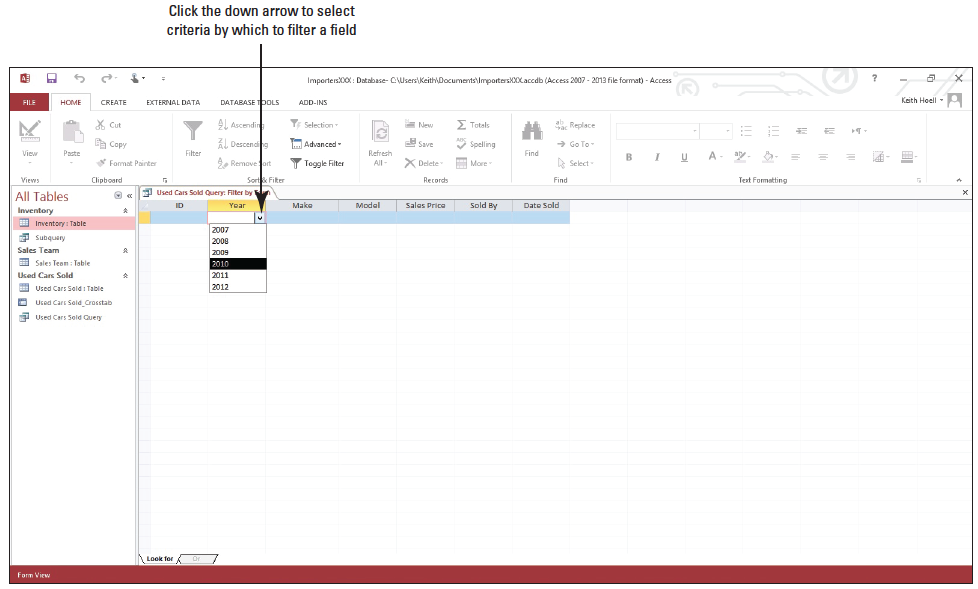 Click the down arrow to select
criteria by which to filter a field
ImportersXXX : Database- C:\Users\Keith\Documents\ImportersXXX.accdb (Access 2007 - 2013 file format) - Access
?
FILE HOME CREATE EXTERNAL DATA DATABASE TOOLS ADD-INS Keith Hoell
View
Views
Paste
Cut
Copy
Format Painter
Clipboard
Filter
Ascending
Descending
Remove Sort
Selection
Advanced
Toggle Filter
Sort & Filter
Refresh
All
New
Save
Delete
Totals
Spelling
More
Records
Find
Replace
Go To
Select
Find
B I U A
Text Formatting
All Tables
Inventory
Inventory : Table
Subquery
Sales Team
Sales Team : Table
Used Cars Sold
Used Cars Sold : Table
Used Cars Sold_Crosstab
Used Cars Sold Query
Used Cars Sold Query: Filter by Form
ID Year Make Model Sales Price Sold By Date Sold
2007
2008
2009
2010
2011
2012
Look for Or
Form View